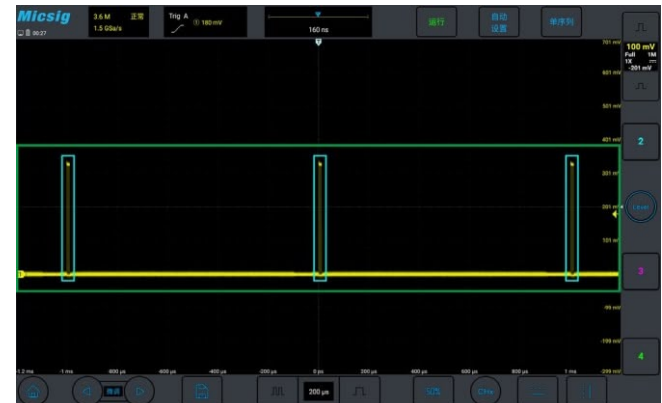 Micsig
3.6 M 正常
1.5 GSa/s
Trig A
① 180 mV
160 ns
运行
自动
设置
单序列
00:27
T
701 mV
100 mV
Full 1M
1X
-201 mV
601 mV
501 mV
401 mV
2
301 mV
201 mV
101 mV
3
-99 mV
-199 mV
4
-299 mV
-1.2 ms
-1 ms
-800 µs
-600 µs
-400 µs
-200 µs
0 ps
200 µs
400 µs
600 µs
800 µs
1 ms
200 µs
50%